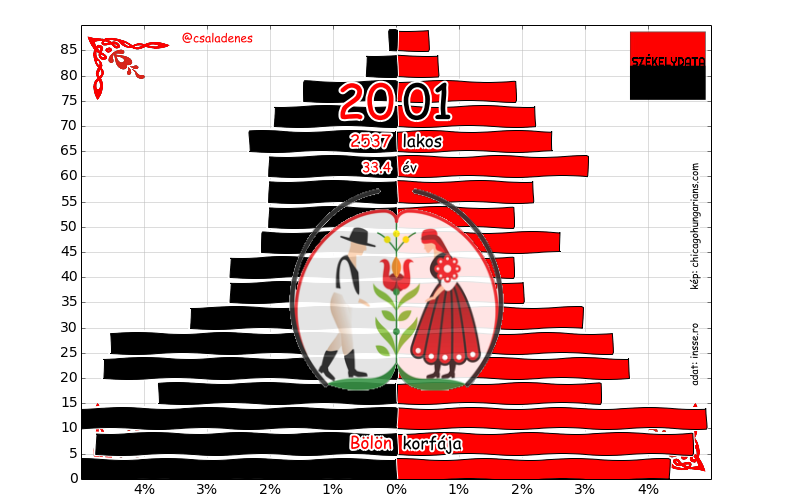 @csaladenes
SZÉKELYDATA
2001
2537 lakos
33.4 év
Bölön korfája
kép: chicagohungarians.com
adat: insse.ro
85
80
75
70
65
60
55
50
45
40
35
30
25
20
15
10
5
0
4% 3% 2% 1% 0% 1% 2% 3% 4%